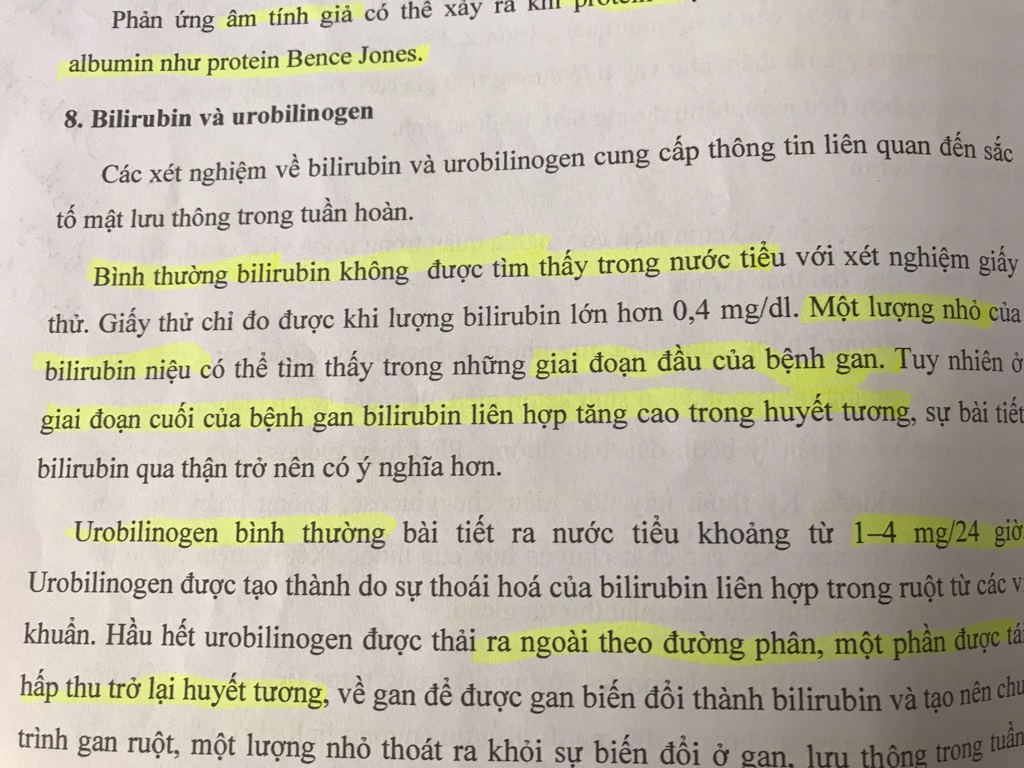 Phản ứng âm tính giả có thể xảy ra khi
albumin như protein Bence Jones.
8. Bilirubin và urobilinogen
Các xét nghiệm về bilirubin và urobilinogen cung cấp thông tin liên quan đến sắc
tố mật lưu thông trong tuần hoàn.
Bình thường bilirubin không được tìm thấy trong nước tiểu với xét nghiệm giấy
thử. Giấy thử chỉ đo được khi lượng bilirubin lớn hơn 0,4 mg/dl. Một lượng nhỏ của
bilirubin niệu có thể tìm thấy trong những giai đoạn đầu của bệnh gan. Tuy nhiên ở
giai đoạn cuối của bệnh gan bilirubin liên hợp tăng cao trong huyết tương, sự bài tiết
bilirubin qua thận trở nên có ý nghĩa hơn.
Urobilinogen bình thường bài tiết ra nước tiểu khoảng từ 1–4 mg/24 giờ
Urobilinogen được tạo thành do sự thoái hoá của bilirubin liên hợp trong ruột từ các
khuẩn. Hầu hết urobilinogen được thải ra ngoài theo đường phân, một phần được tái
hấp thu trở lại huyết tương, về gan để được gan biến đổi thành bilirubin và tạo nên chu
trình gan ruột, một lượng nhỏ thoát ra khỏi sự biến đổi ở gan, lưu thông trong tuần